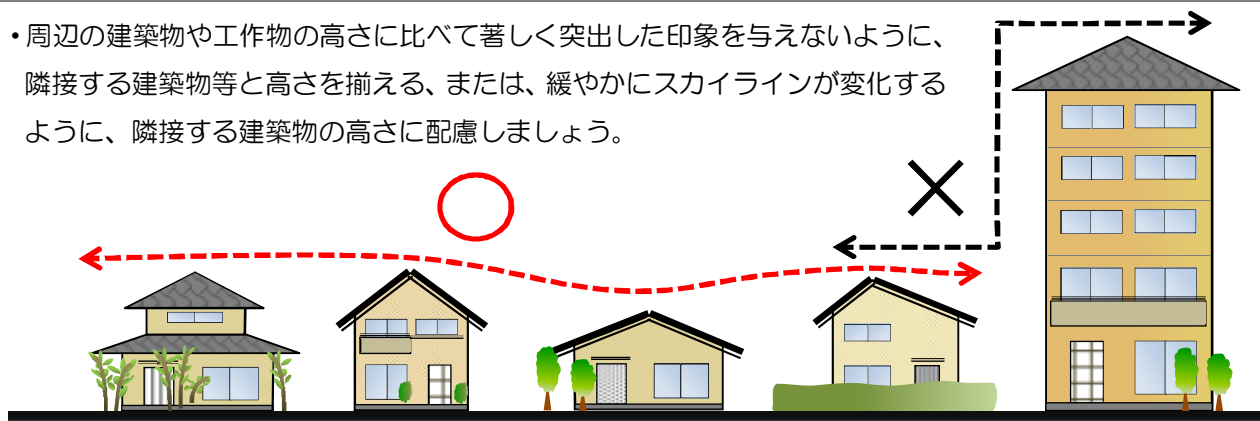 ・周辺の建築物や工作物の高さに比べて著しく突出した印象を与えないように、
隣接する建築物等と高さを揃える、または、緩やかにスカイラインが変化する
ように、隣接する建築物の高さに配慮しましょう。